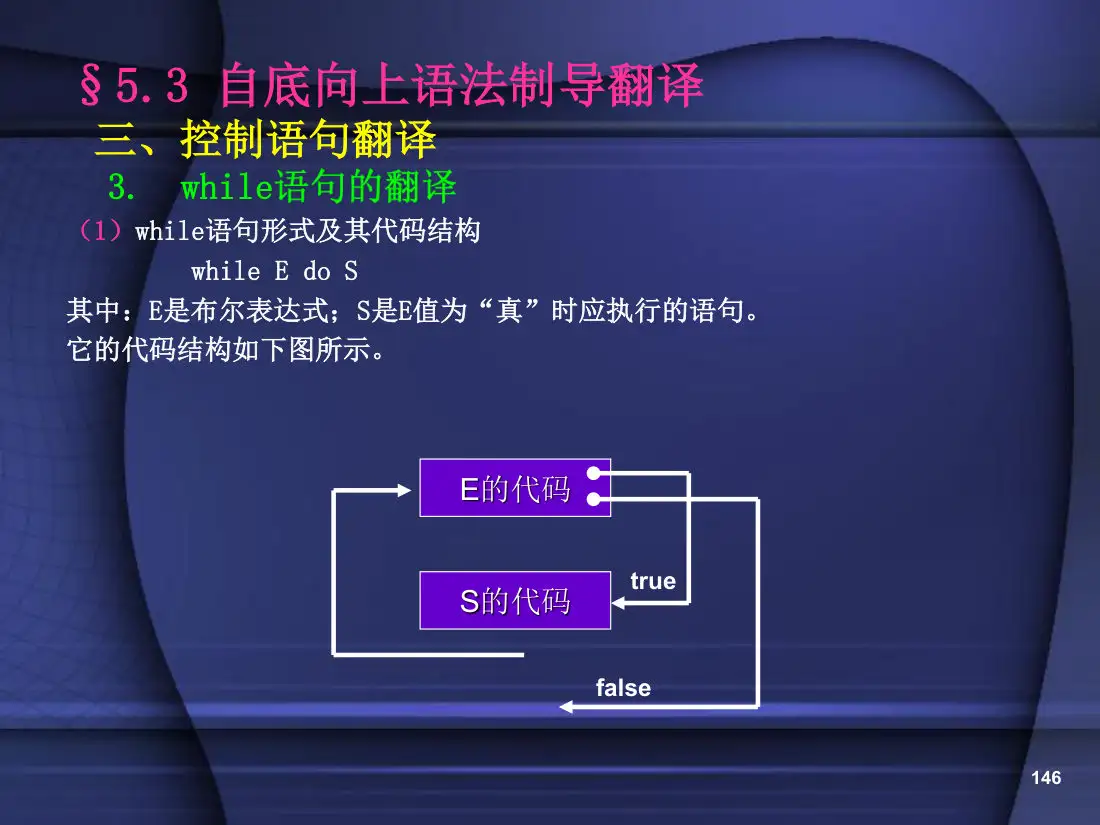 §5.3 自底向上语法制导翻译
三、控制语句翻译
3. while语句的翻译
（1）while语句形式及其代码结构
while E do S
其中：E是布尔表达式；S是E值为“真”时应执行的语句。
它的代码结构如下图所示。
E的代码
true
S的代码
false
146